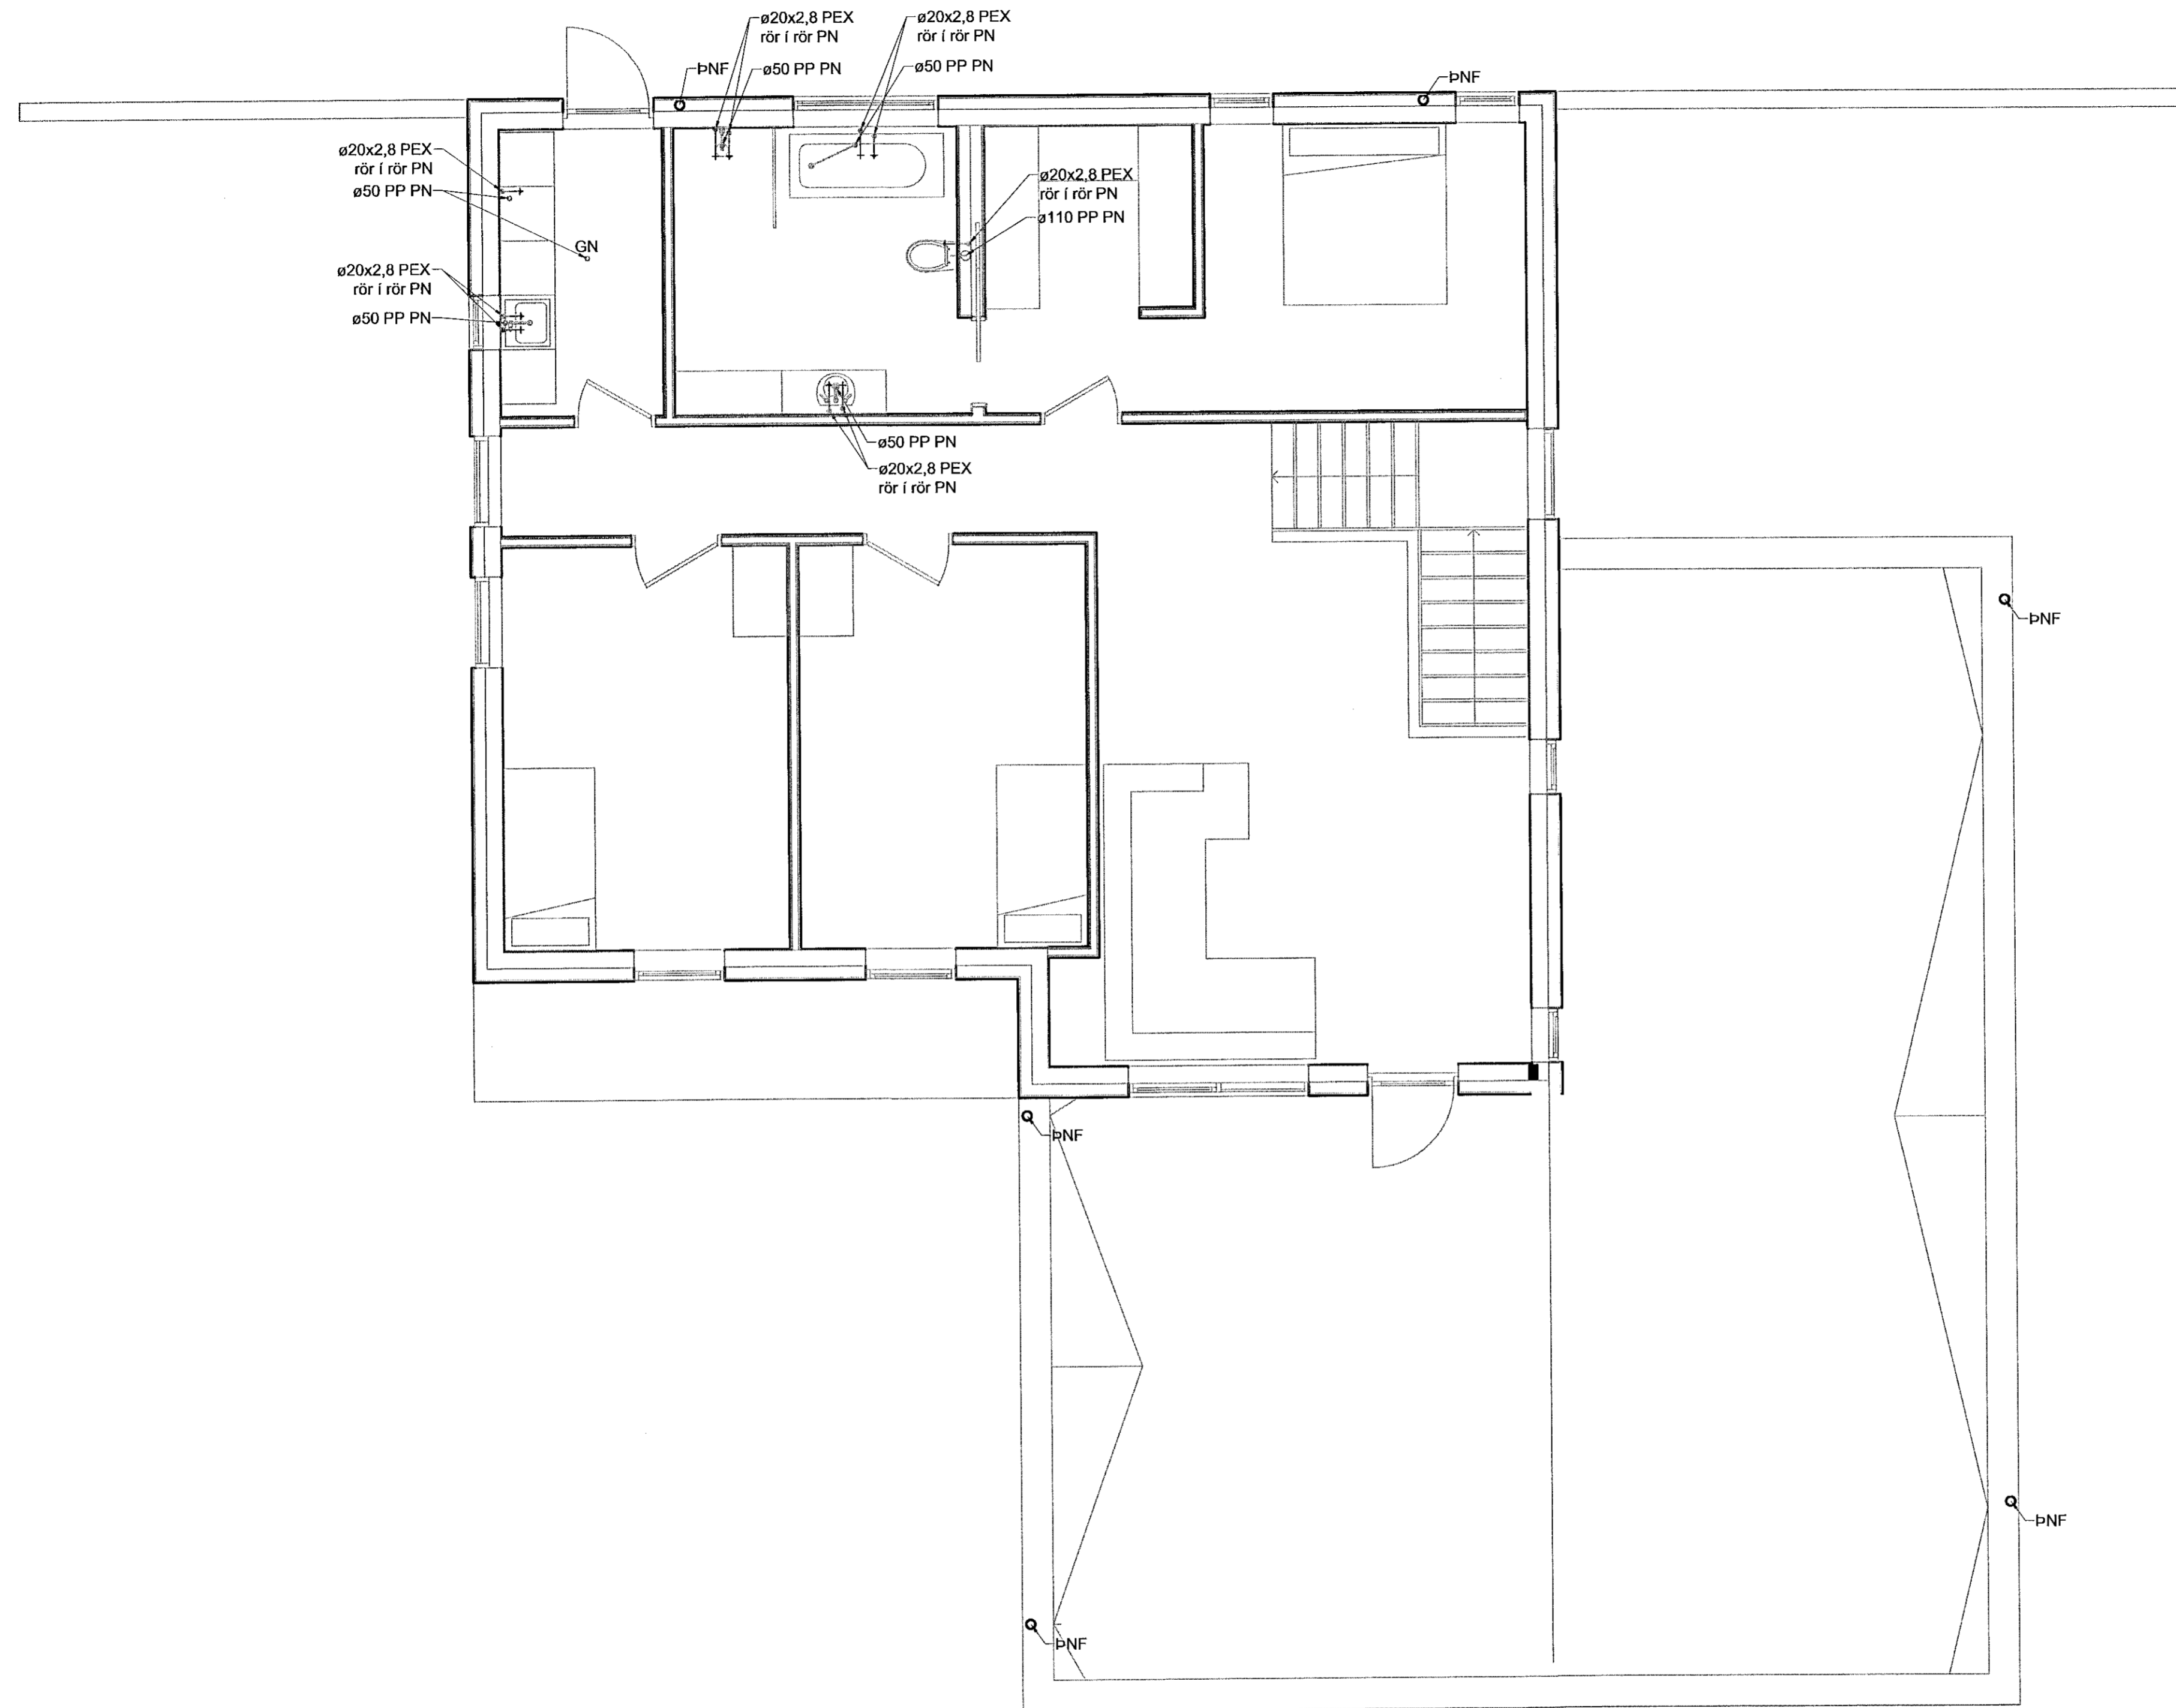 ø20x2,8 PEX
rör í rör PN
ø50 PP PN
ø20x2,8 PEX
rör í rör PN
ø50 PP PN
ÞNF
ÞNF
ø20x2,8 PEX
rör í rör PN
ø50 PP PN
GN
ø20x2,8 PEX
rör í rör PN
ø50 PP PN
ø20x2,8 PEX
rör í rör PN
ø110 PP PN
ø50 PP PN
ø20x2,8 PEX
rör í rör PN
ÞNF
ÞNF
ÞNF
ÞNF